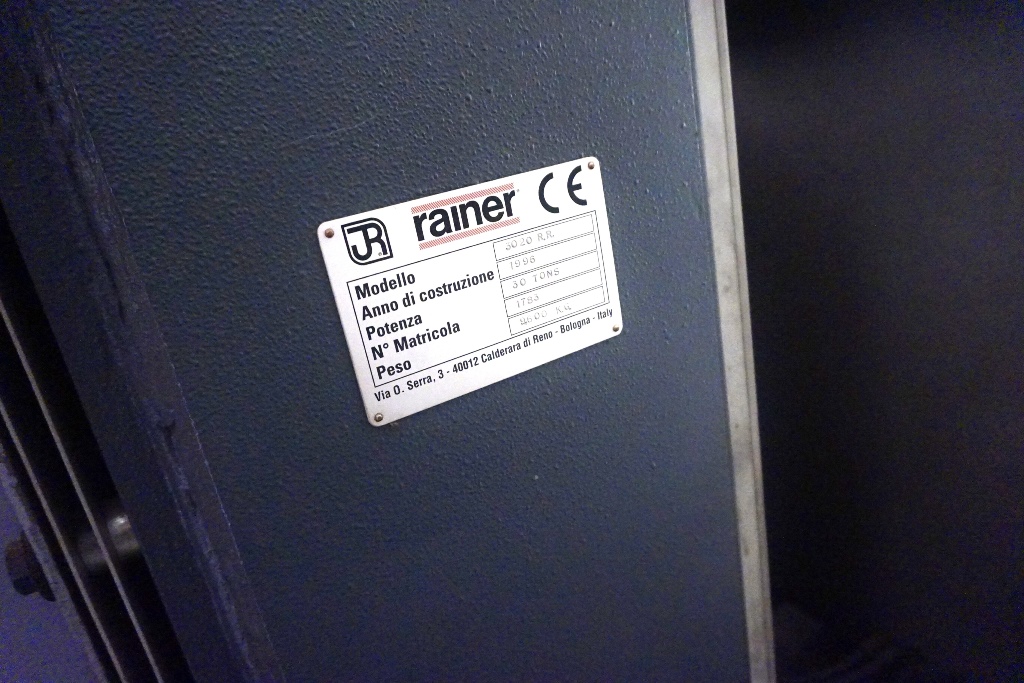 JR rainer CE
Modello 3020 R.R.
Anno di costruzione 1996
Potenza 30 TONS
N° Matricola 1783
Peso KG.
Via O. Serra, 3 - 40012 Calderara di Reno - Bologna - Italy